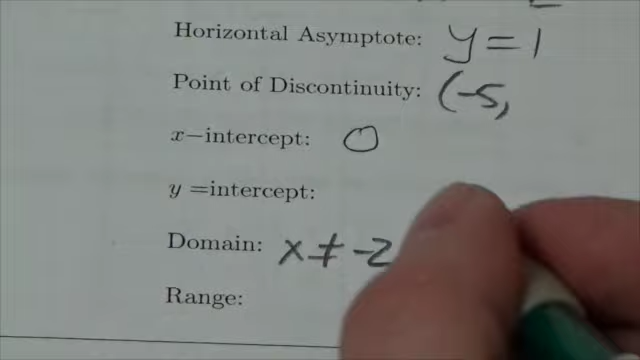 Horizontal Asymptote: y = 1
Point of Discontinuity: (-5,
x-intercept: 0
y =intercept:
Domain: x ≠ -2
Range: